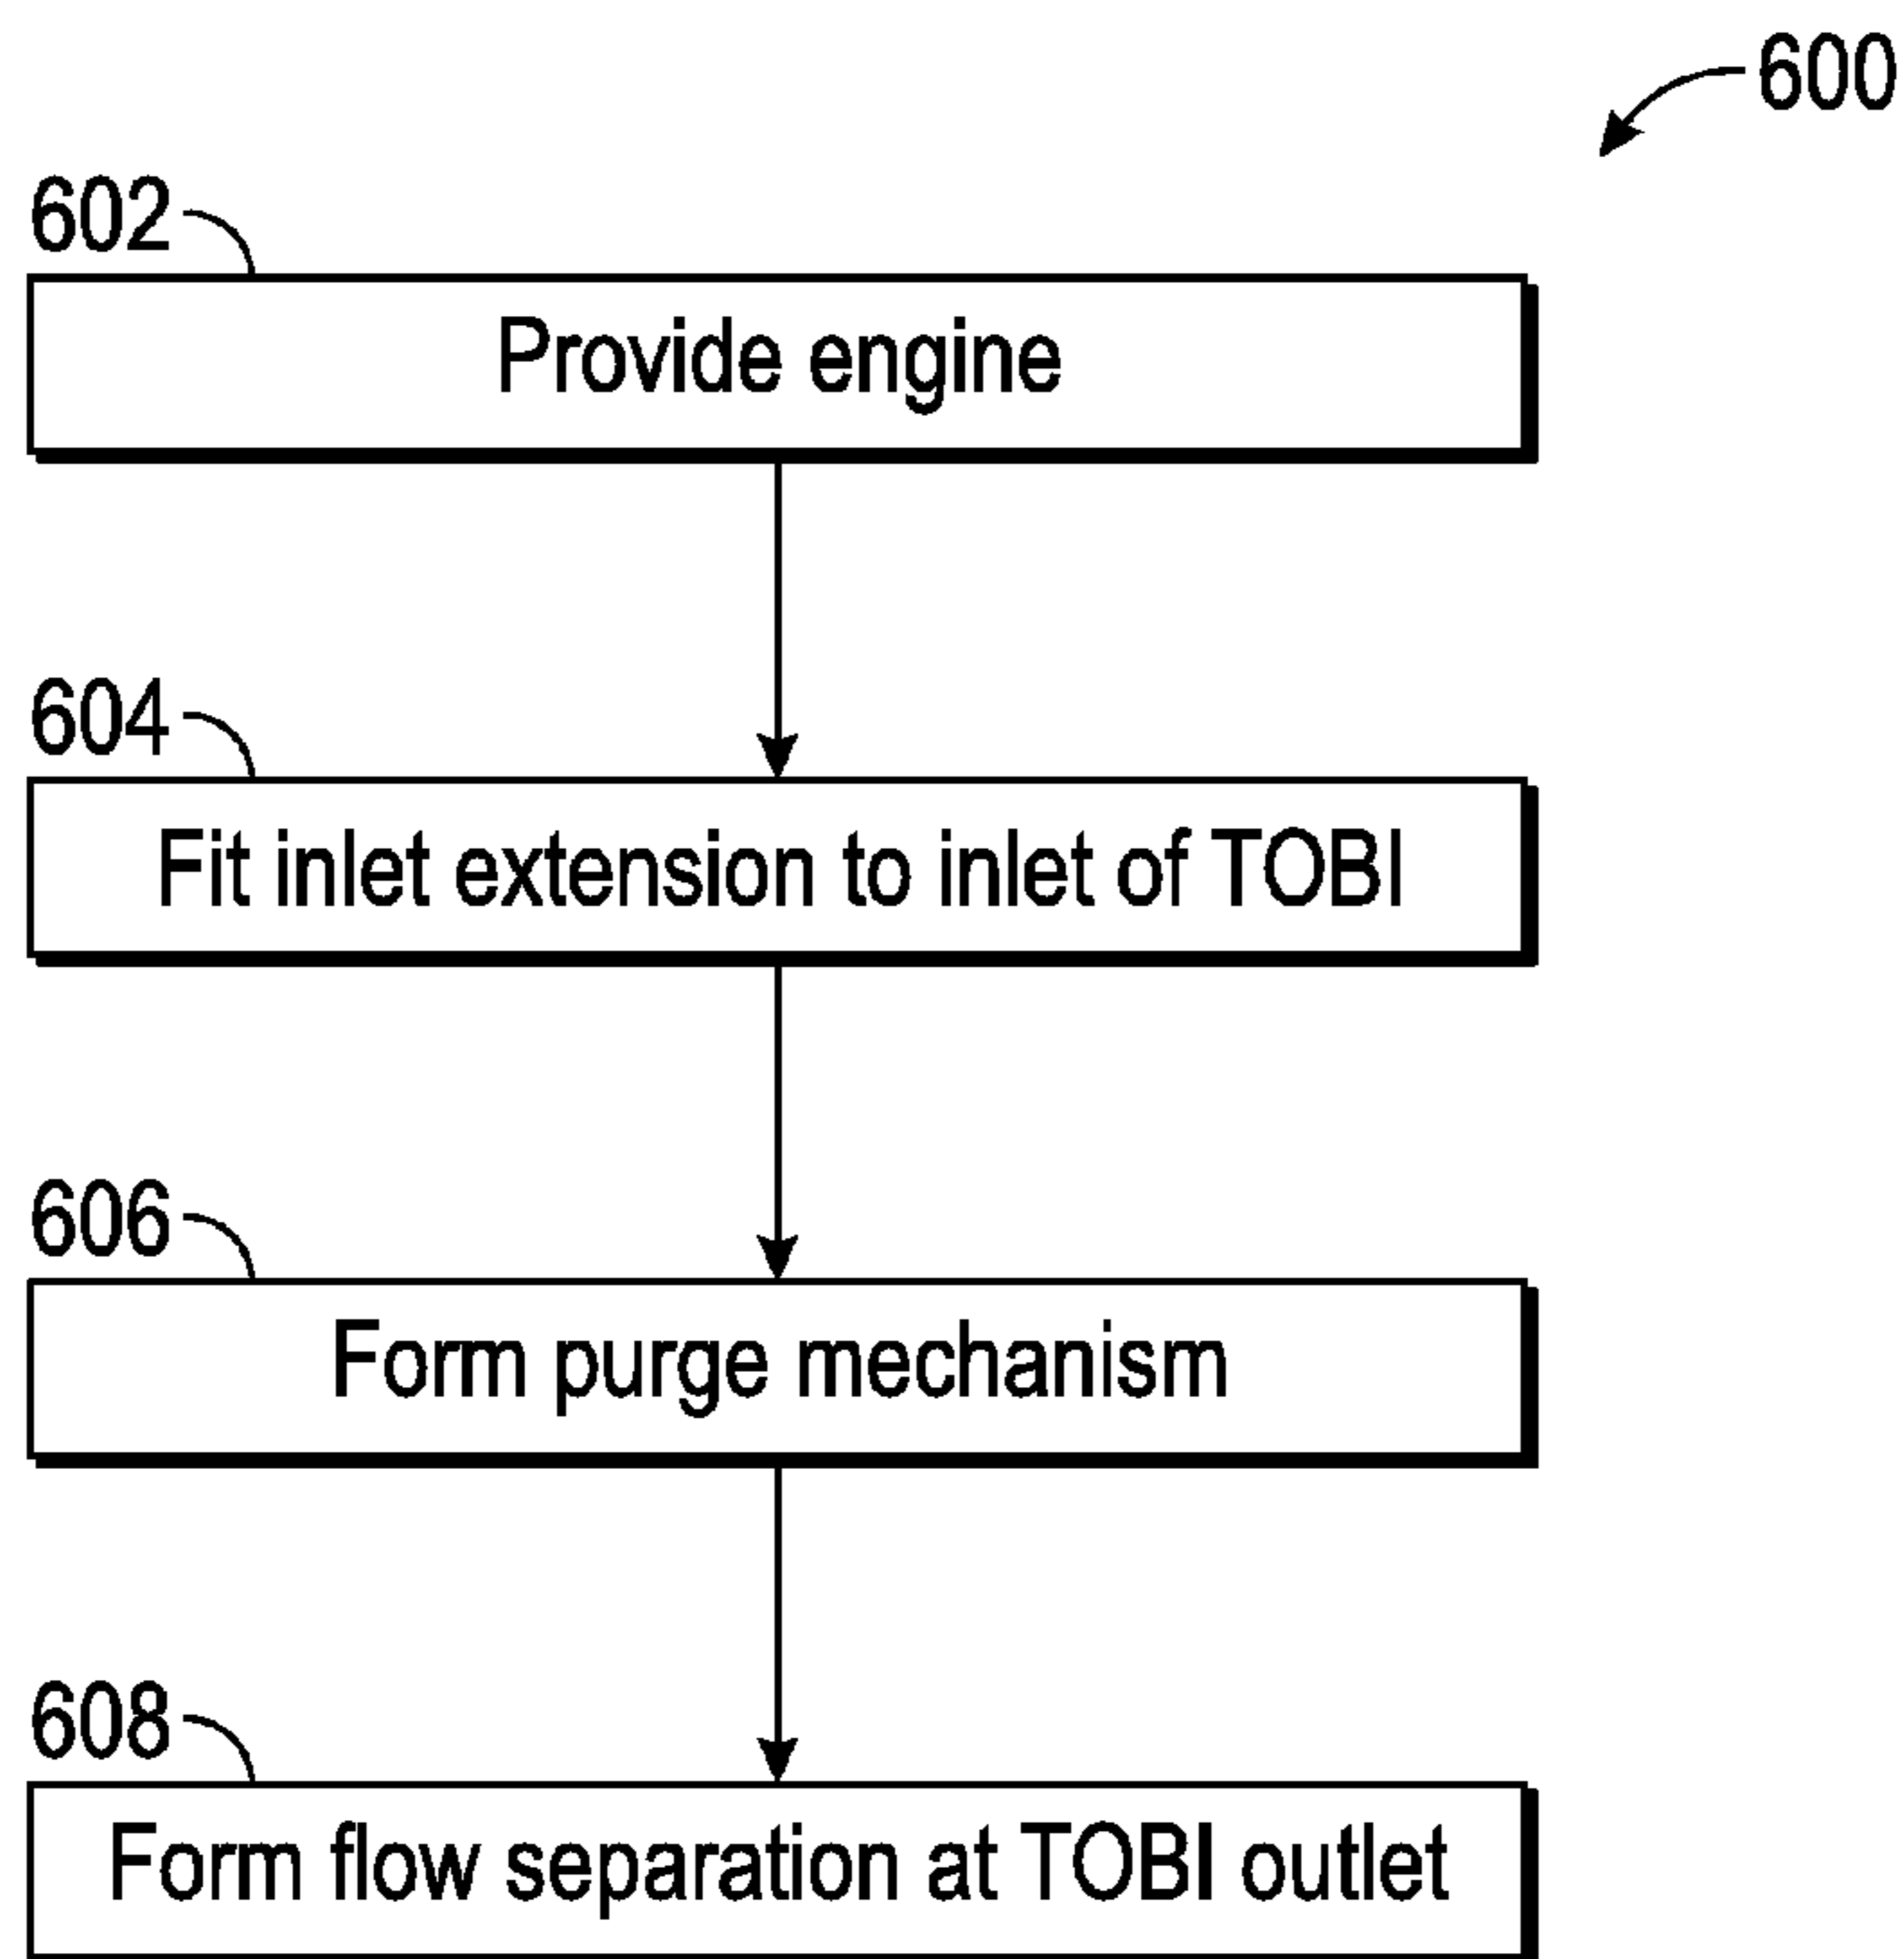 600
602
Provide engine
604
Fit inlet extension to inlet of TOBI
606
Form purge mechanism
608
Form flow separation at TOBI outlet